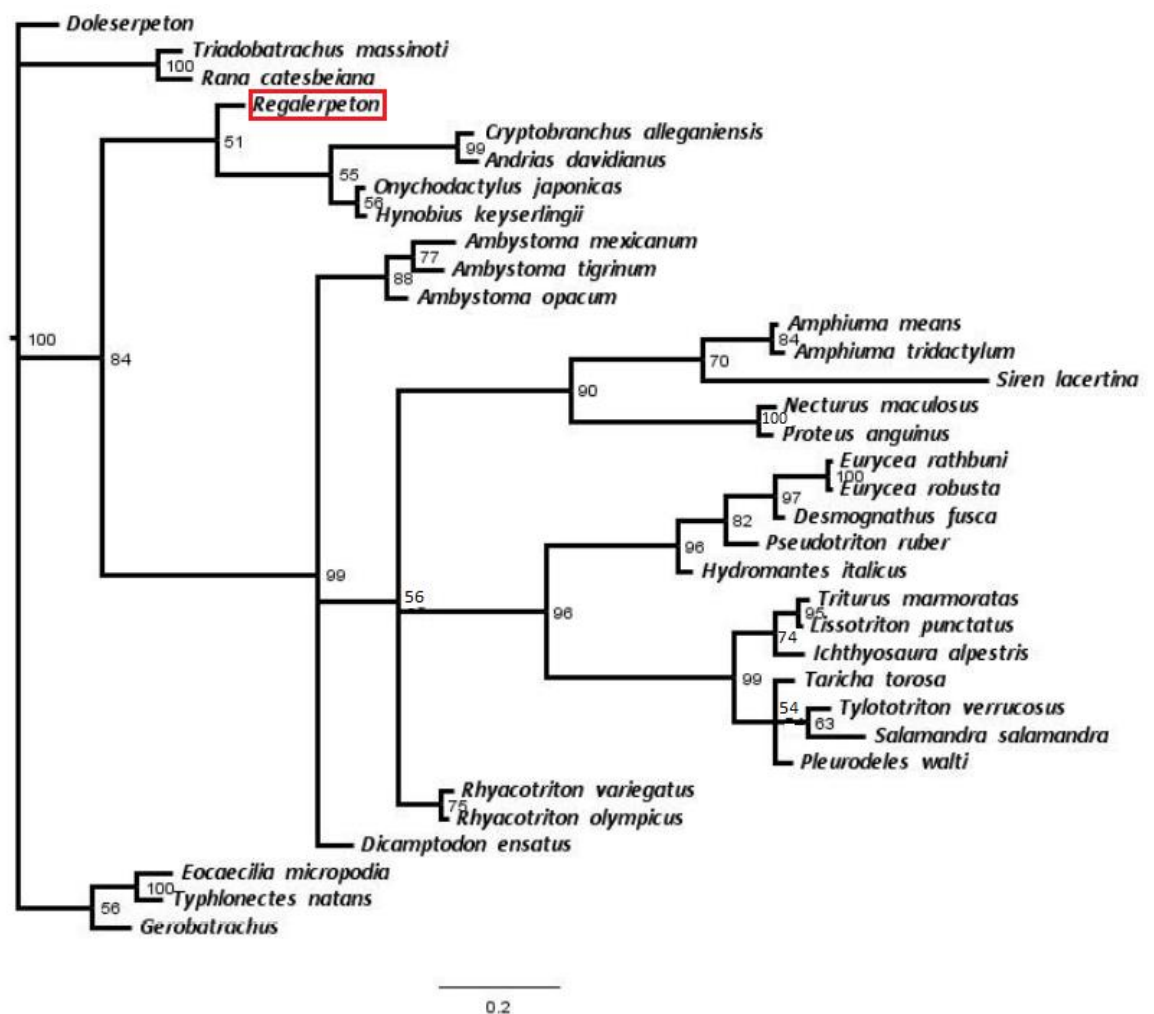 Doleserpeton
Triadobatrachus massinoti
100
Rana catesbeiana
Regalerpeton
51
Cryptobranchus alleganiensis
99
Andrias davidianus
55
Onychodactylus japonicas
56
Hynobius keyserlingii
Ambystoma mexicanum
77
Ambystoma tigrinum
88
Ambystoma opacum
Amphiuma means
100
84
84
Amphiuma tridactylum
70
Siren lacertina
90
Necturus maculosus
100
Proteus anguinus
Eurycea rathbuni
100
Eurycea robusta
97
Desmognathus fusca
82
Pseudotriton ruber
96
Hydromantes italicus
99
56
Triturus marmoratas
95
Lissotriton punctatus
96
74
Ichthyosaura alpestris
99
Taricha torosa
54
Tylototriton verrucosus
63
Salamandra salamandra
Pleurodeles walti
Rhyacotriton variegatus
75
Rhyacotriton olympicus
Dicamptodon ensatus
Eocaecilia micropodia
100
Typhlonectes natans
56
Gerobatrachus
0.2